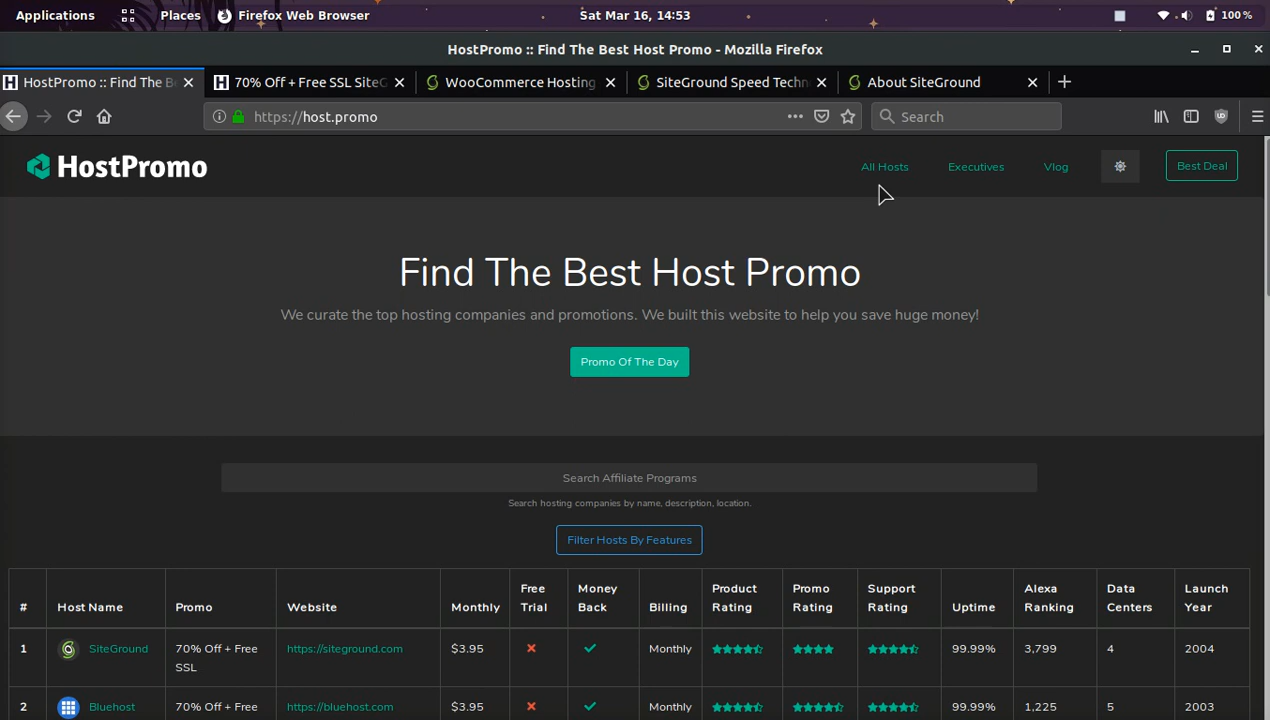 Applications Places Firefox Web Browser Sat Mar 16, 14:53 100 %
HostPromo :: Find The Best Host Promo - Mozilla Firefox
HostPromo :: Find The Be 70% Off + Free SSL SiteG WooCommerce Hosting SiteGround Speed Techn About SiteGround
https://host.promo Search
HostPromo All Hosts Executives Vlog Best Deal
Find The Best Host Promo
We curate the top hosting companies and promotions. We built this website to help you save huge money!
Promo Of The Day
Search Affiliate Programs
Search hosting companies by name, description, location.
Filter Hosts By Features
# Host Name Promo Website Monthly Free Trial Money Back Billing Product Rating Promo Rating Support Rating Uptime Alexa Ranking Data Centers Launch Year
1 SiteGround 70% Off + Free SSL https://siteground.com $3.95 Monthly 99.99% 3,799 4 2004
2 Bluehost 70% Off + Free https://bluehost.com $3.95 Monthly 99.99% 1,225 5 2003